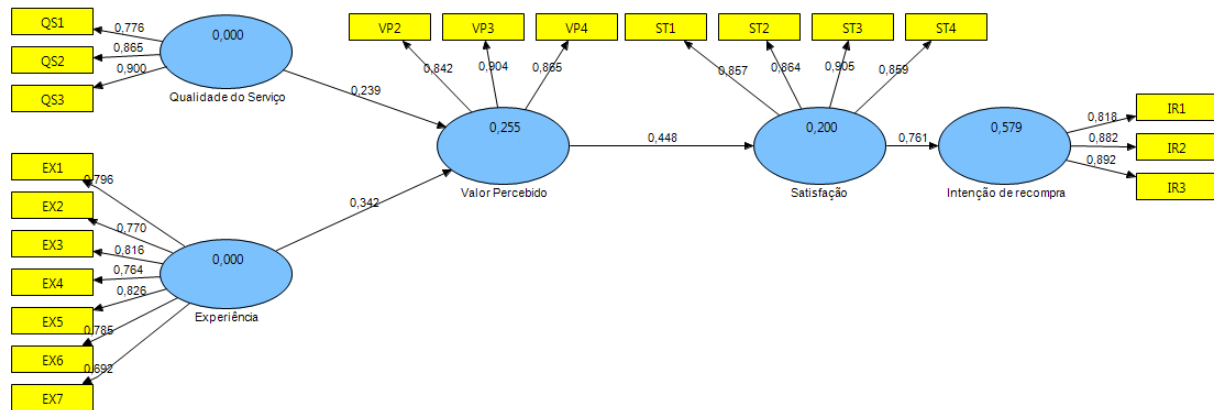 QS1
0,776
QS2
0,865
QS3
0,900
0,000
Qualidade do Serviço
0,239
EX1
0,796
EX2
0,770
EX3
0,816
EX4
0,764
EX5
0,826
EX6
0,785
EX7
0,692
0,000
Experiência
0,342
VP2
VP3
VP4
0,842
0,904
0,865
0,255
Valor Percebido
0,448
ST1
ST2
ST3
ST4
0,857
0,864
0,905
0,859
0,200
Satisfação
0,761
0,579
Intenção de recompra
0,818
IR1
0,882
IR2
0,892
IR3